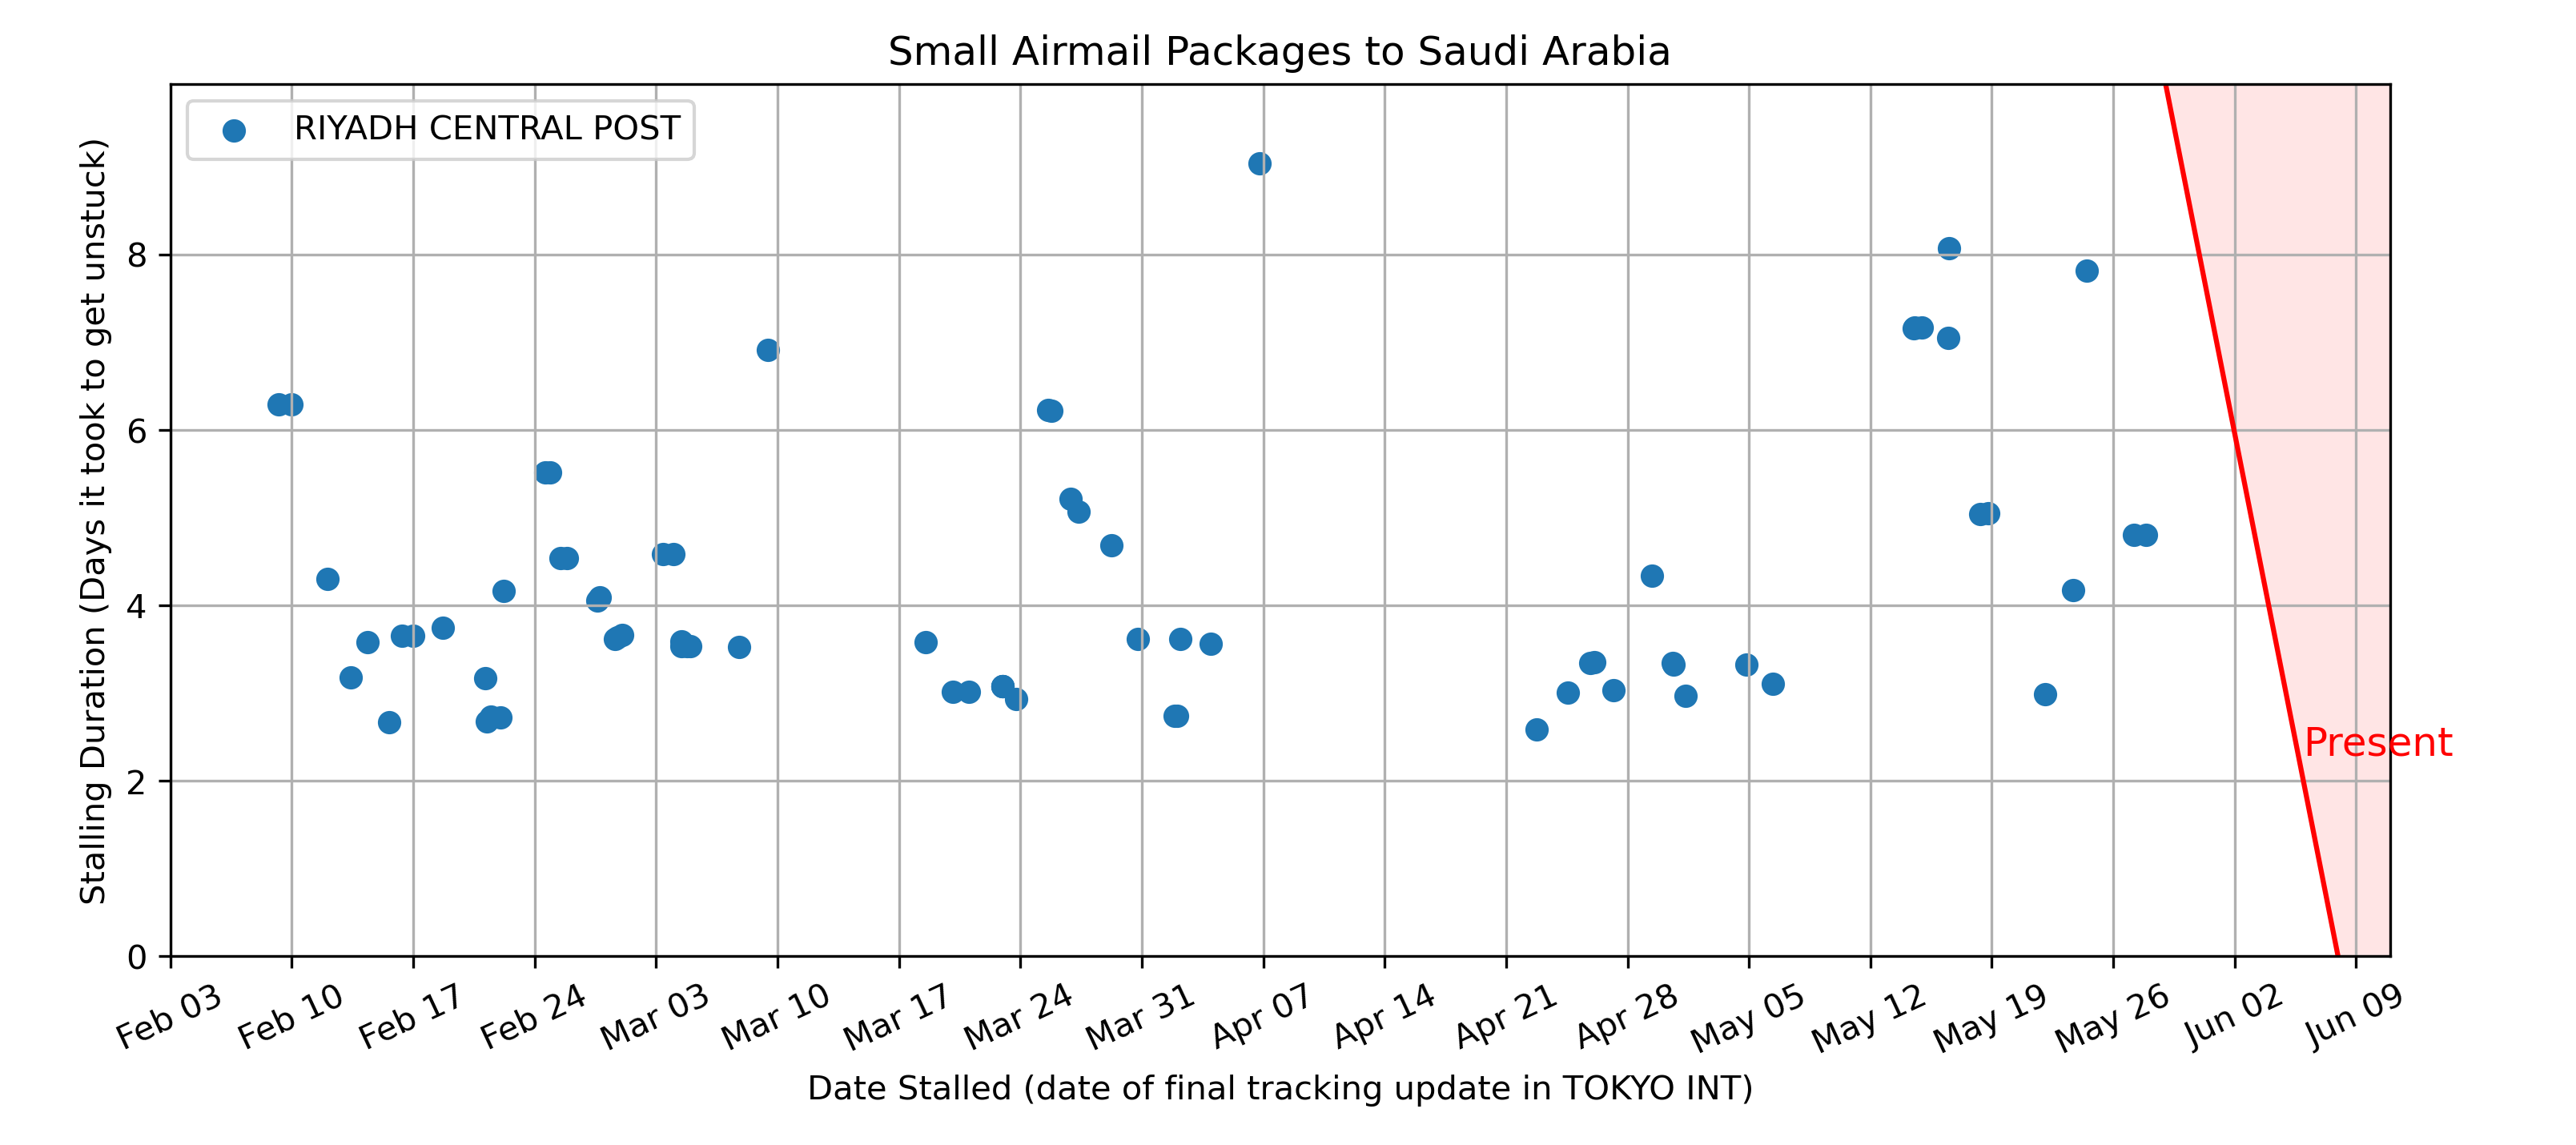 Small Airmail Packages to Saudi Arabia
RIYADH CENTRAL POST
Stalling Duration (Days it took to get unstuck)
8
6
4
2
0
Present
Feb 03
Feb 10
Feb 17
Feb 24
Mar 03
Mar 10
Mar 17
Mar 24
Mar 31
Apr 07
Apr 14
Apr 21
Apr 28
May 05
May 12
May 19
May 26
Jun 02
Jun 09
Date Stalled (date of final tracking update in TOKYO INT)